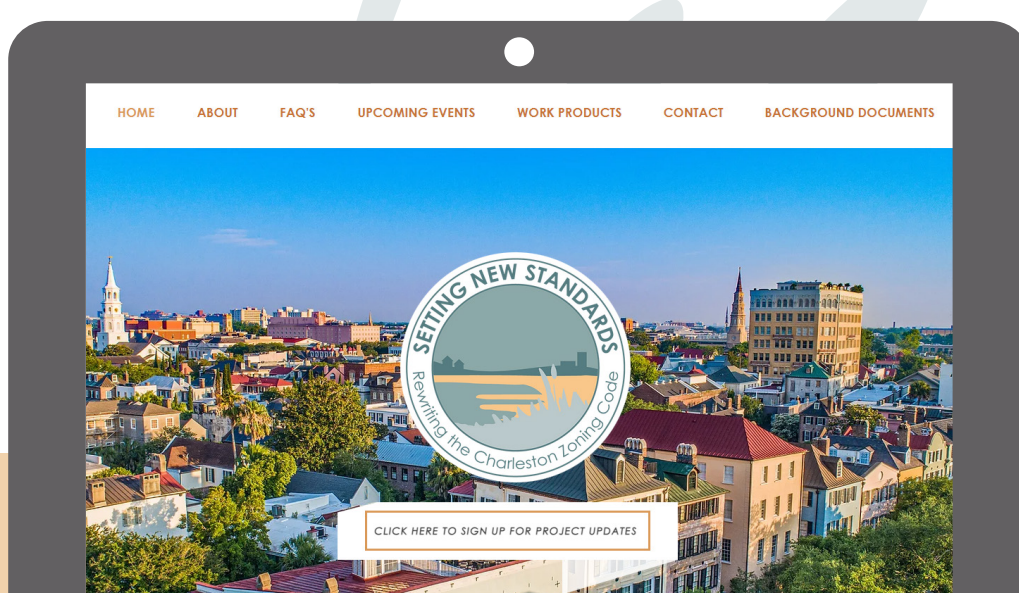 HOME ABOUT FAQ'S UPCOMING EVENTS WORK PRODUCTS CONTACT BACKGROUND DOCUMENTS
SETTING NEW STANDARDS
Rewriting the Charleston Zoning Code
CLICK HERE TO SIGN UP FOR PROJECT UPDATES